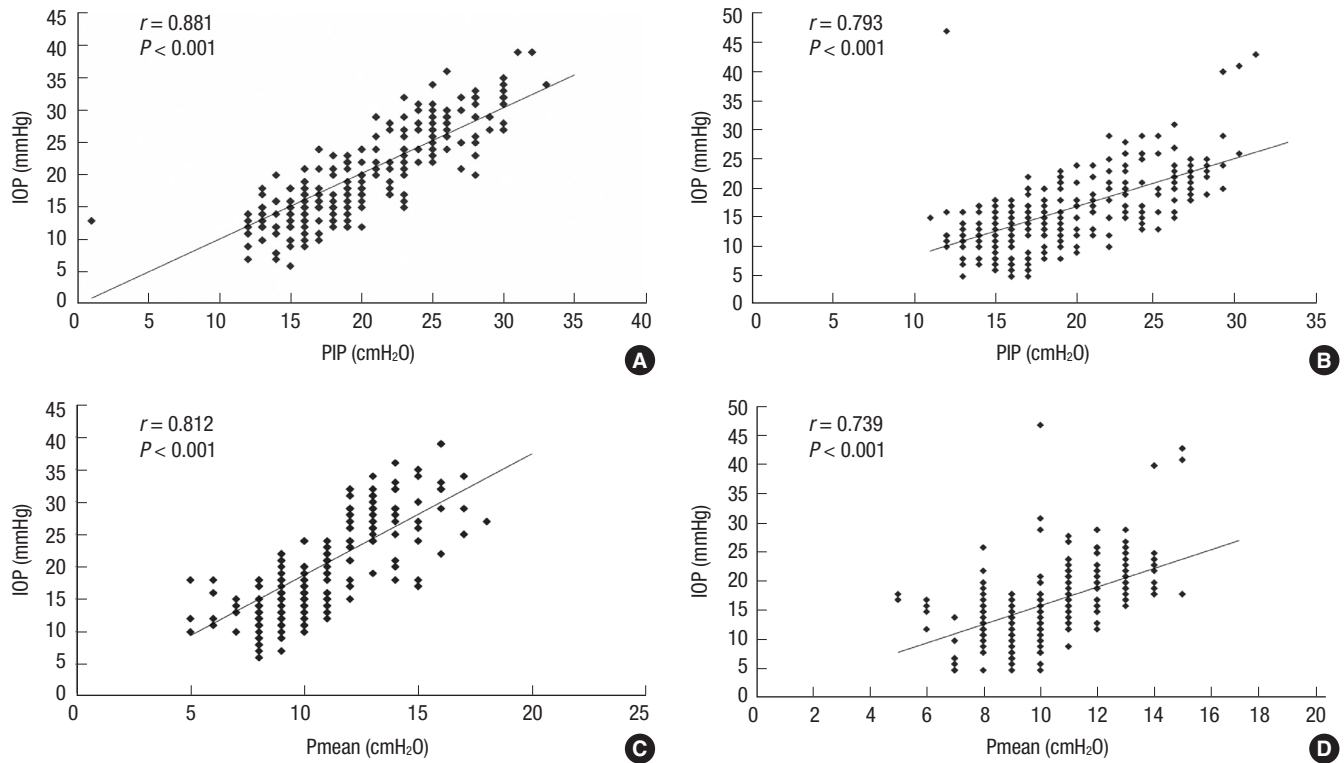 45
40
35
30
25
20
15
10
5
0
IOP (mmHg)
r = 0.881
P < 0.001
0 5 10 15 20 25 30 35 40
PIP (cmH₂O)
A
50
45
40
35
30
25
20
15
10
5
0
IOP (mmHg)
r = 0.793
P < 0.001
0 5 10 15 20 25 30 35
PIP (cmH₂O)
B
45
40
35
30
25
20
15
10
5
0
IOP (mmHg)
r = 0.812
P < 0.001
0 5 10 15 20 25
Pmean (cmH₂O)
C
50
45
40
35
30
25
20
15
10
5
0
IOP (mmHg)
r = 0.739
P < 0.001
0 2 4 6 8 10 12 14 16 18 20
Pmean (cmH₂O)
D